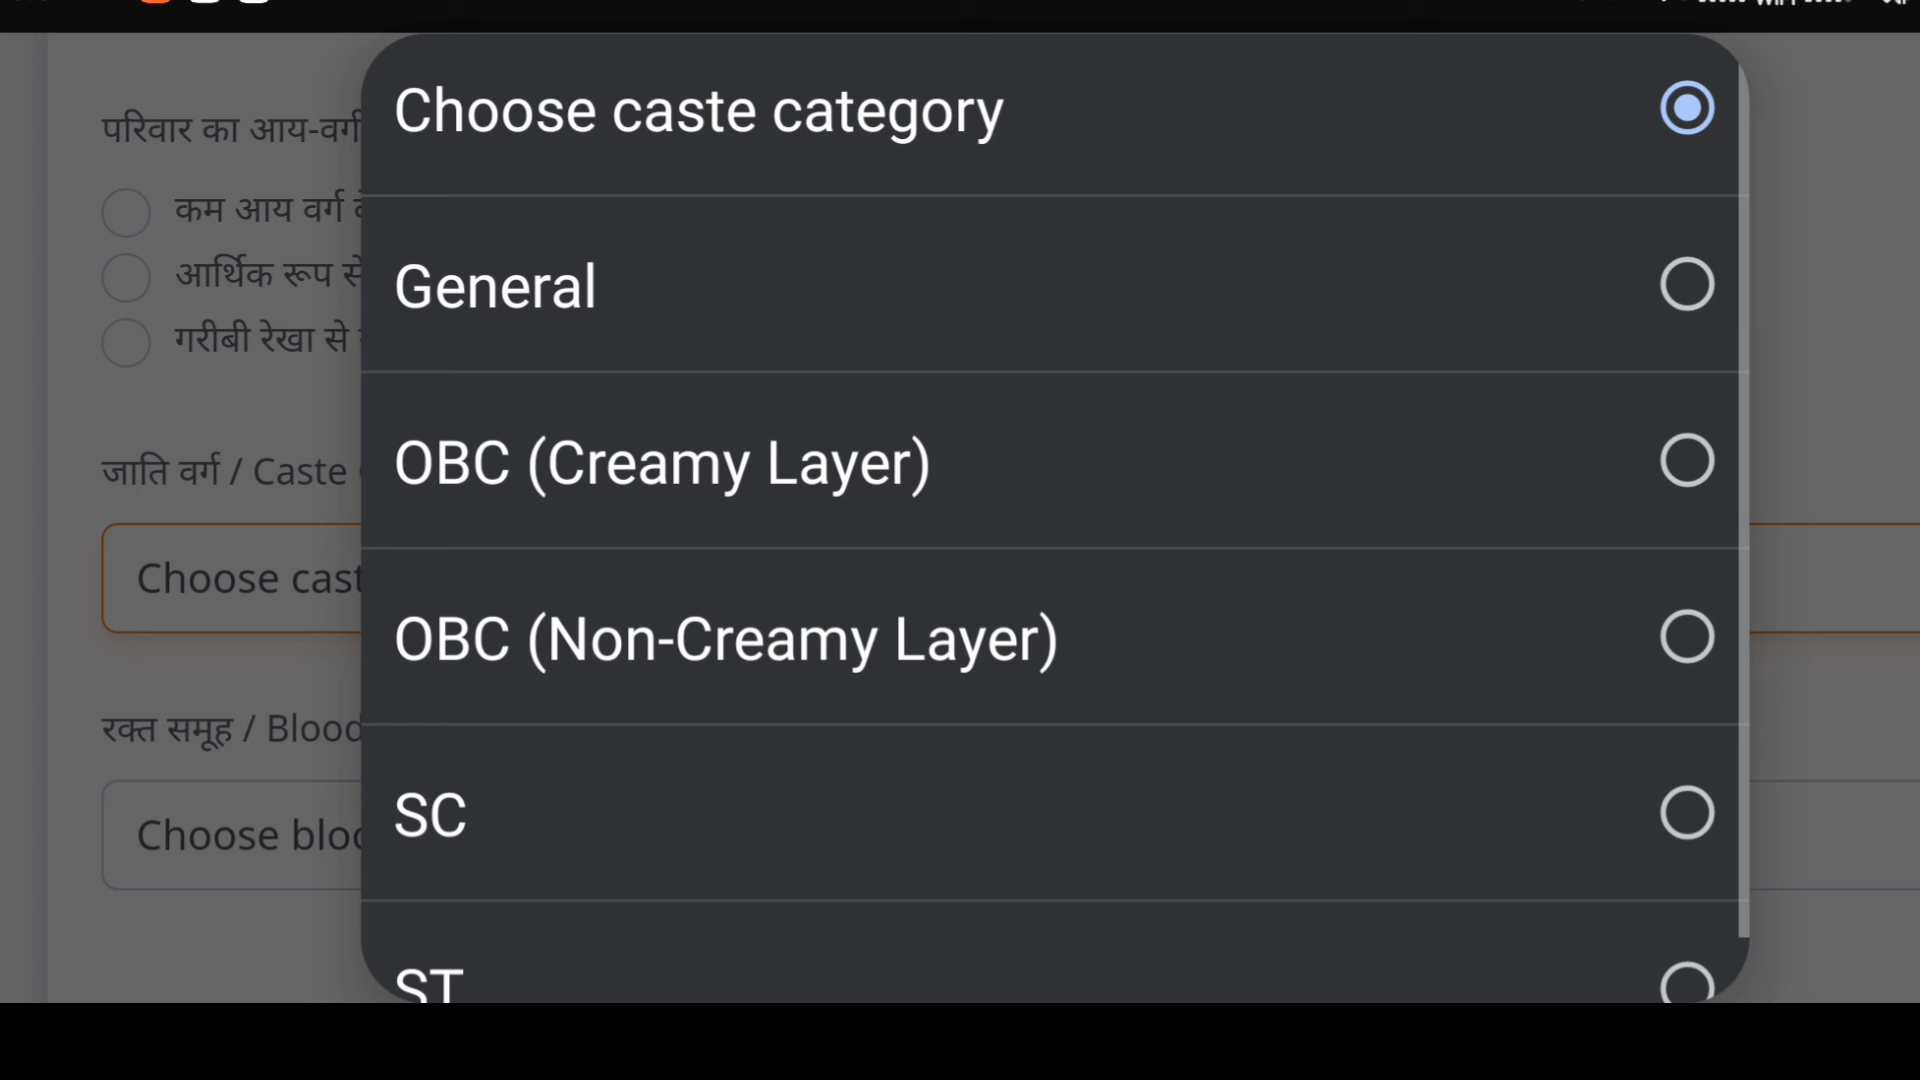 Choose caste category
General
OBC (Creamy Layer)
OBC (Non-Creamy Layer)
SC
ST
परिवार का आय-वर्ग
कम आय वर्ग
आर्थिक रूप से
गरीबी रेखा से
जाति वर्ग / Caste
Choose cast
रक्त समूह / Blood
Choose bloo